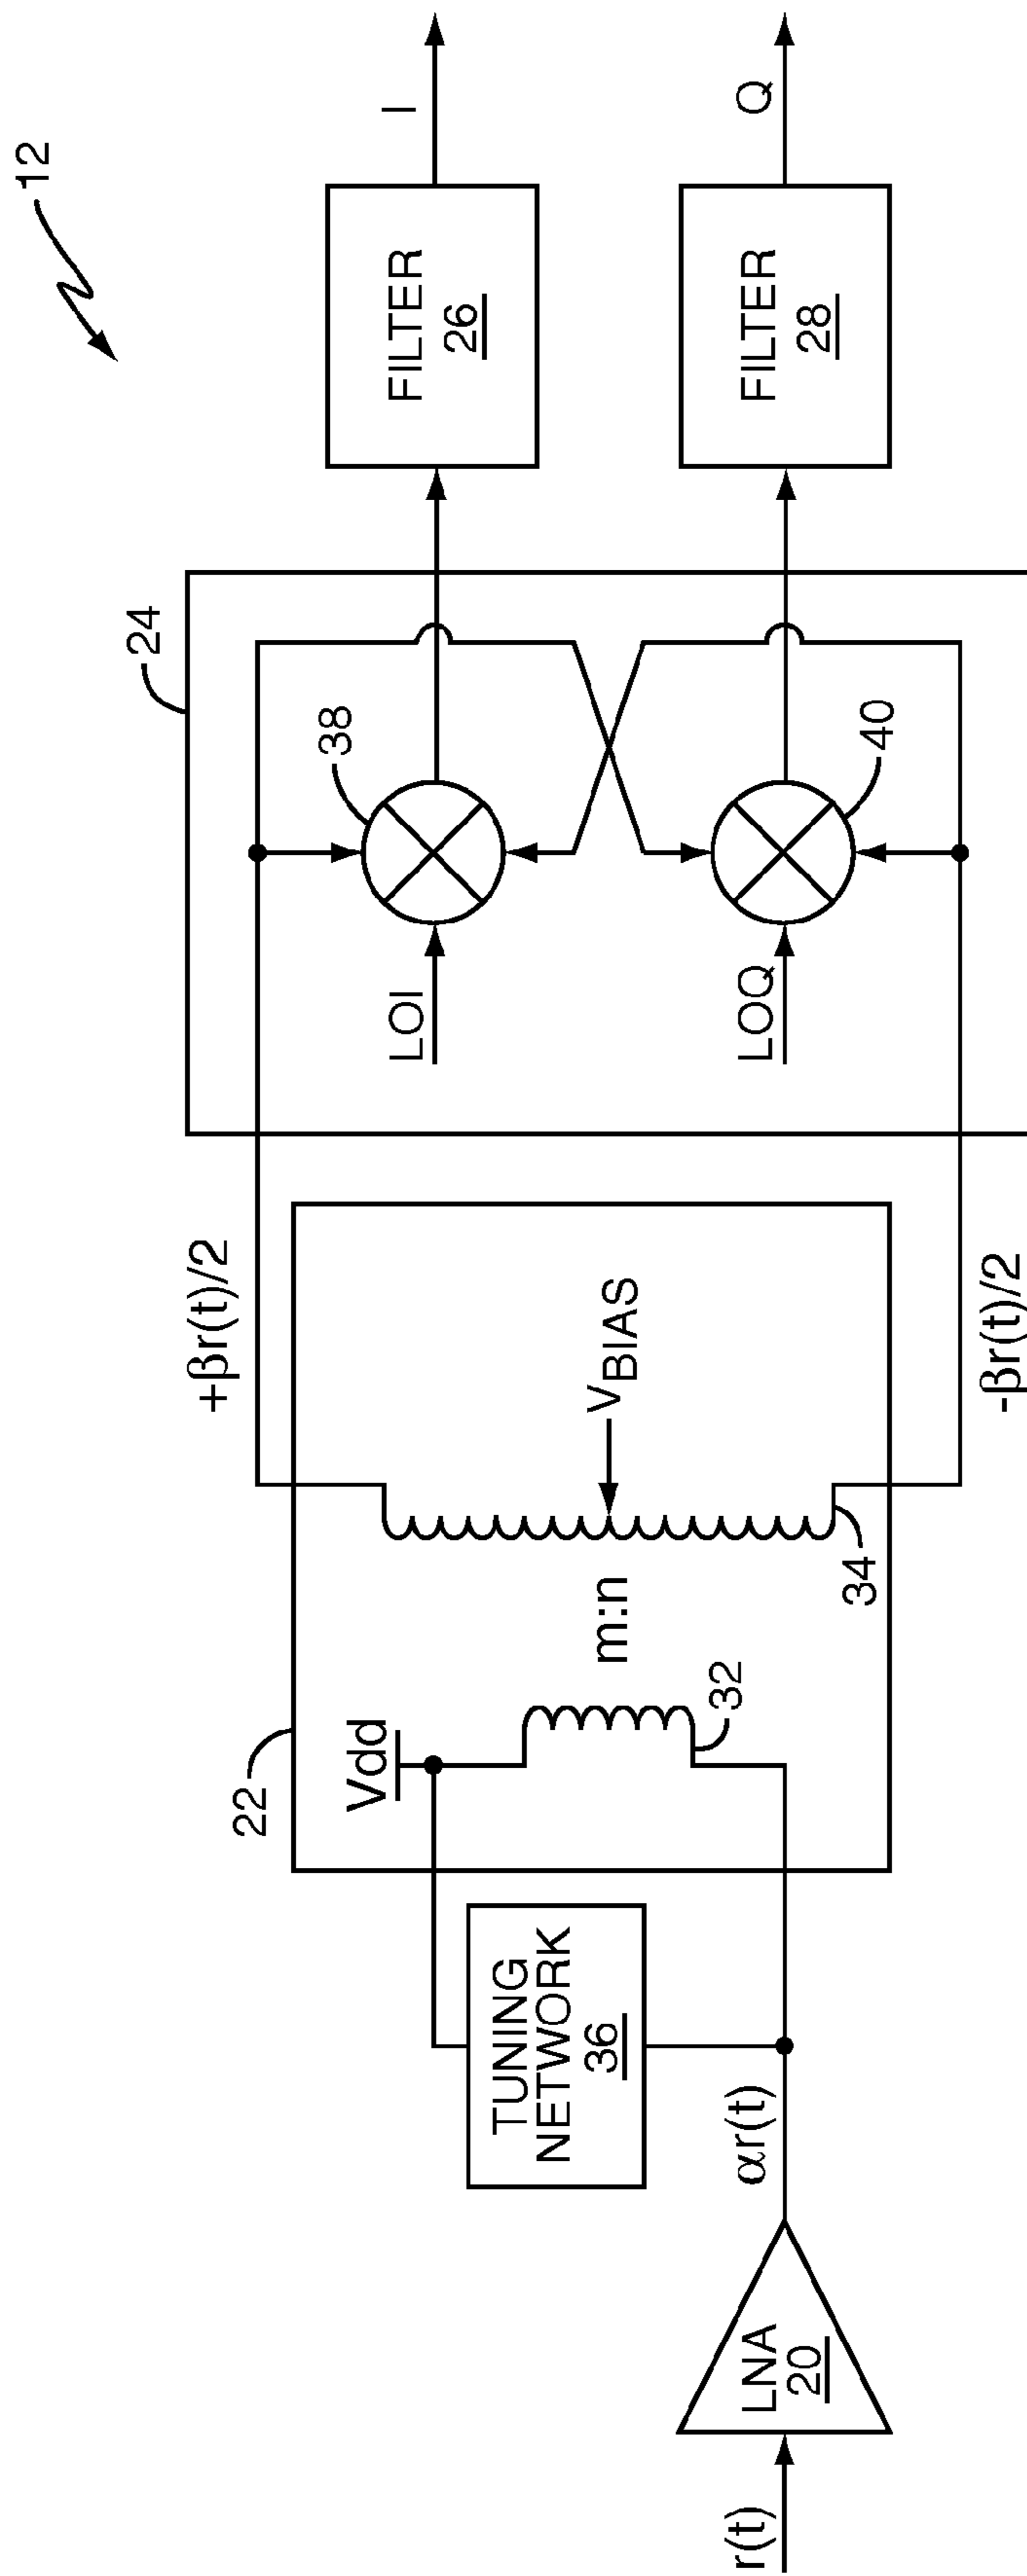 12
r(t)
LNA
20
αr(t)
TUNING
NETWORK
36
22
Vdd
32
m:n
34
VBIAS
+βr(t)/2
-βr(t)/2
24
LOI
38
LOQ
40
FILTER
26
FILTER
28
I
Q